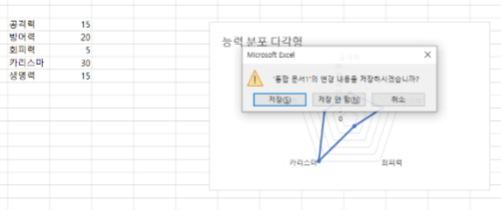 공격력 15
방어력 20
회피력 5
카리스마 30
생명력 15
능력 분포 다각형
Microsoft Excel
'통합 문서1'의 변경 내용을 저장하시겠습니까?
저장(S) 저장 안 함(N) 취소
0
카리스마 회피력